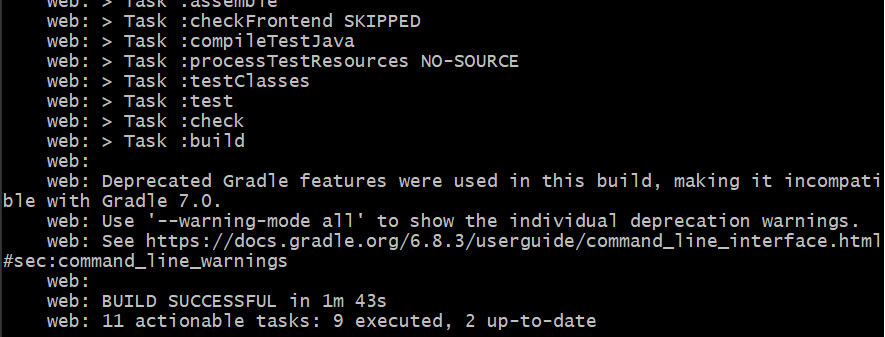 web: > Task :assemble
web: > Task :checkFrontend SKIPPED
web: > Task :compileTestJava
web: > Task :processTestResources NO-SOURCE
web: > Task :testClasses
web: > Task :test
web: > Task :check
web: > Task :build
web:
web: Deprecated Gradle features were used in this build, making it incompati
ble with Gradle 7.0.
web: Use '--warning-mode all' to show the individual deprecation warnings.
web: See https://docs.gradle.org/6.8.3/userguide/command_line_interface.html
#sec:command_line_warnings
web:
web: BUILD SUCCESSFUL in 1m 43s
web: 11 actionable tasks: 9 executed, 2 up-to-date